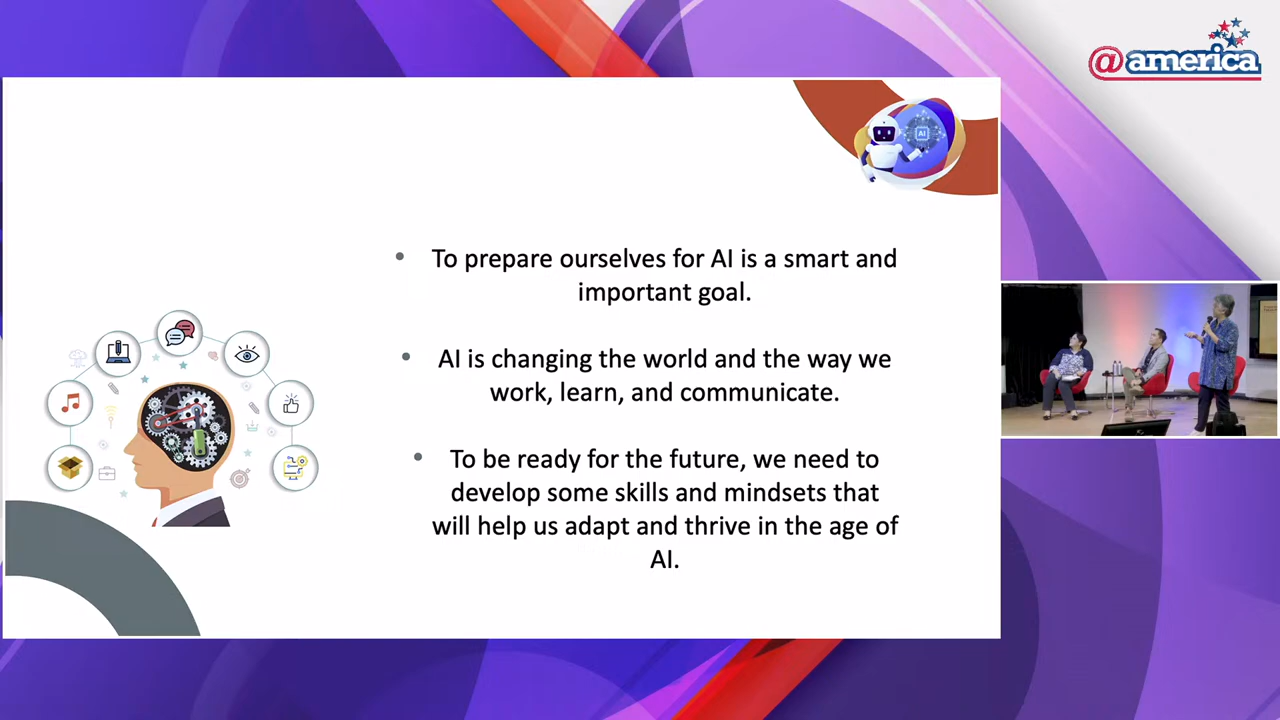 @america
AI
• To prepare ourselves for AI is a smart and
important goal.
• AI is changing the world and the way we
work, learn, and communicate.
• To be ready for the future, we need to
develop some skills and mindsets that
will help us adapt and thrive in the age of
AI.